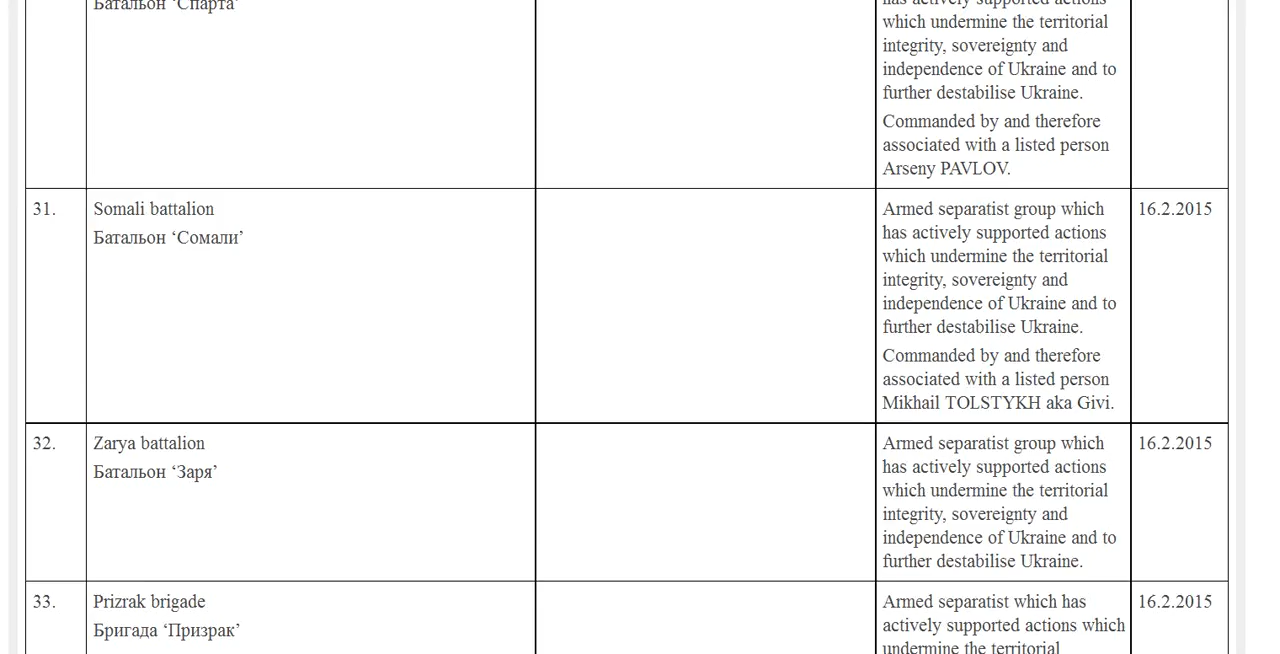 Батальон ‘Спарта’
has actively supported actions
which undermine the territorial
integrity, sovereignty and
independence of Ukraine and to
further destabilise Ukraine.
Commanded by and therefore
associated with a listed person
Arseny PAVLOV.
31.
Somali battalion
Батальон ‘Сомали’
Armed separatist group which
has actively supported actions
which undermine the territorial
integrity, sovereignty and
independence of Ukraine and to
further destabilise Ukraine.
Commanded by and therefore
associated with a listed person
Mikhail TOLSTYKH aka Givi.
16.2.2015
32.
Zarya battalion
Батальон ‘Заря’
Armed separatist group which
has actively supported actions
which undermine the territorial
integrity, sovereignty and
independence of Ukraine and to
further destabilise Ukraine.
16.2.2015
33.
Prizrak brigade
Бригада ‘Призрак’
Armed separatist which has
actively supported actions which
undermine the territorial
16.2.2015